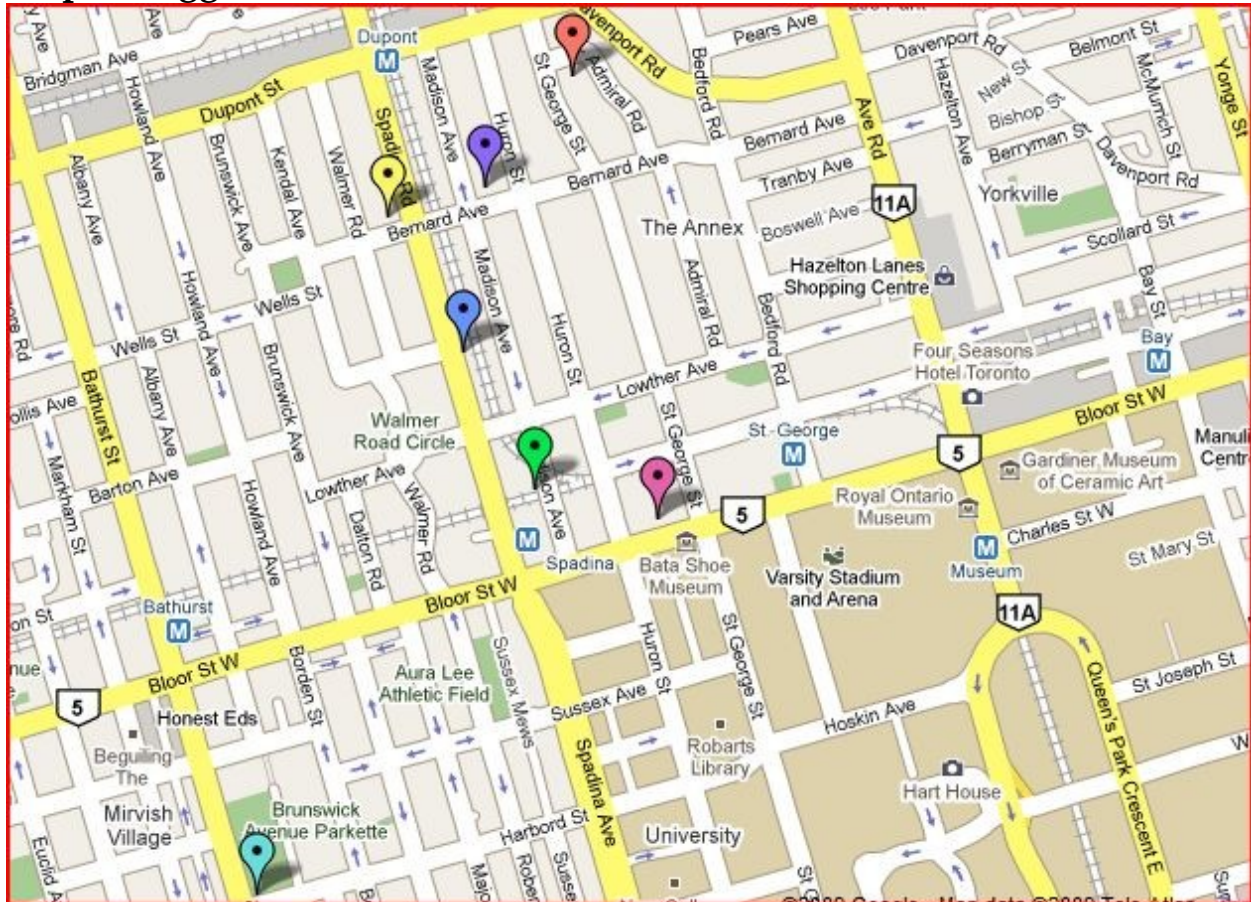 Dupont
M
Davenport Rd
Pears Ave
Davenport Rd
Belmont St
Bridgman Ave
Howland Ave
Dupont St
Madison Ave
St George St
Admiral Rd
Bedford Rd
Hazelton Ave
New St
Bishop St
McMurrich St
Yonge St
Spadina Rd
Huron St
Bernard Ave
Bernard Ave
Ave Rd
Berryman St
Davenport Rd
Albany Ave
Brunswick Ave
Kendal Ave
Walmer Rd
Tranby Ave
Yorkville
11A
Bernard Ave
The Annex
Boswell Ave
Scollard St
Howland Ave
Madison Ave
Hazelton Lanes
Shopping Centre
Wells St
Wells St
Huron St
Admiral Rd
Bedford Rd
Bay St
Bay
M
Four Seasons
Hotel Toronto
Albany Ave
Brunswick Ave
Lowther Ave
Bloor St W
Bathurst St
Walmer
Road Circle
St George St
St. George
M
5
Gardiner Museum
of Ceramic Art
Markham St
Barton Ave
Howland Ave
Lowther Ave
Dalton Rd
Walmer Rd
5
Royal Ontario
Museum
Charles St W
M
Museum
St Mary St
M
Spadina
Bata Shoe
Museum
Varsity Stadium
and Arena
Bathurst
M
Bloor St W
11A
Bloor St W
Borden St
Aura Lee
Athletic Field
Sussex Mews
Sussex Ave
Huron St
St George St
Queen's Park Crescent E
St Joseph St
5
Honest Eds
Hoskin Ave
Beguiling
The
Robarts
Library
Spadina Ave
Hart House
Mirvish
Village
Brunswick
Avenue Parkette
Harbord St
University
Euclid